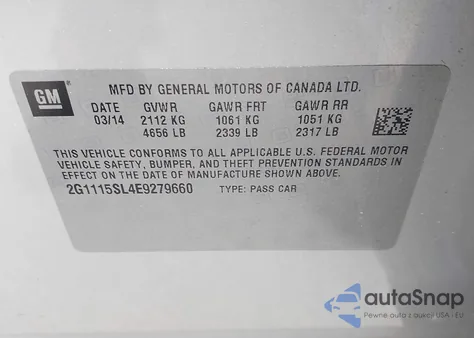 GM
MFD BY GENERAL MOTORS OF CANADA LTD.
DATE GVWR GAWR FRT GAWR RR
03/14 2112 KG 1061 KG 1051 KG
4656 LB 2339 LB 2317 LB
THIS VEHICLE CONFORMS TO ALL APPLICABLE U.S. FEDERAL MOTOR
VEHICLE SAFETY, BUMPER, AND THEFT PREVENTION STANDARDS IN
EFFECT ON THE DATE OF MANUFACTURE SHOWN ABOVE.
2G1115SL4E9279660 TYPE: PASS CAR
autoSnap
Pewne auto z aukcji USA i EU